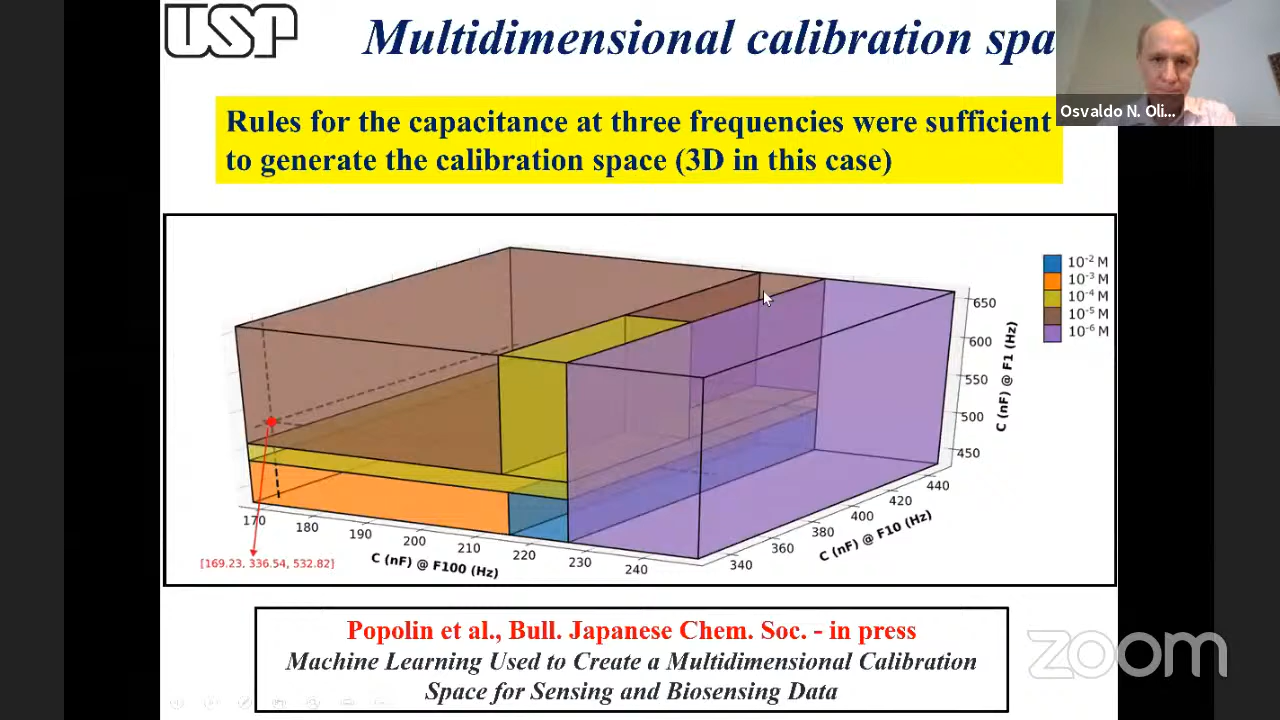 USP
Multidimensional calibration spa
Osvaldo N. Oli...
Rules for the capacitance at three frequencies were sufficient
to generate the calibration space (3D in this case)
10-2 M
10-3 M
10-4 M
10-5 M
10-6 M
650
600
550
500
450
C (nF) @ F1 (Hz)
440
420
400
380
360
340
C (nF) @ F10 (Hz)
170
180
190
200
210
220
230
240
C (nF) @ F100 (Hz)
[169.23, 336.54, 532.82]
Popolin et al., Bull. Japanese Chem. Soc. - in press
Machine Learning Used to Create a Multidimensional Calibration
Space for Sensing and Biosensing Data
zoom